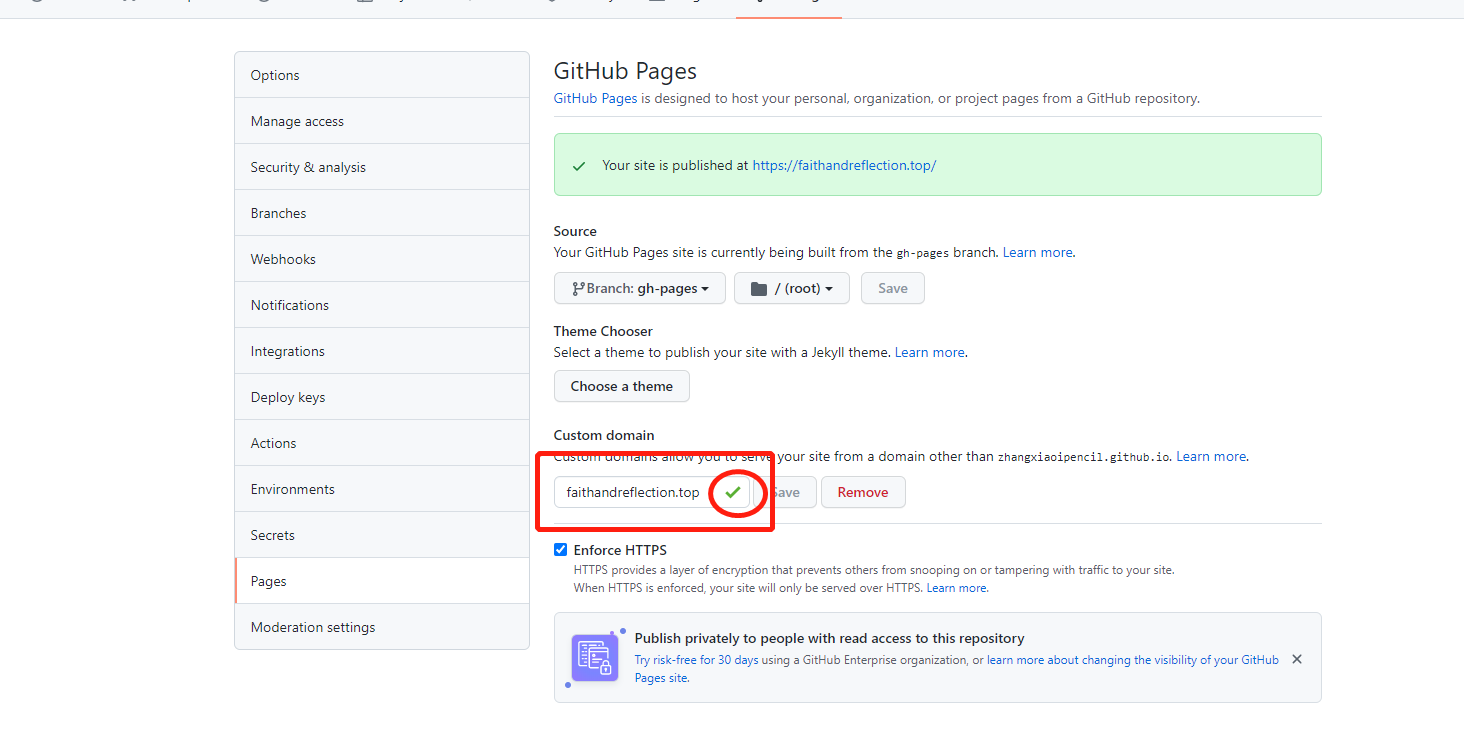 Options
Manage access
Security & analysis
Branches
Webhooks
Notifications
Integrations
Deploy keys
Actions
Environments
Secrets
Pages
Moderation settings
GitHub Pages
GitHub Pages is designed to host your personal, organization, or project pages from a GitHub repository.
Your site is published at https://faithandreflection.top/
Source
Your GitHub Pages site is currently being built from the gh-pages branch. Learn more.
Branch: gh-pages
/ (root)
Save
Theme Chooser
Select a theme to publish your site with a Jekyll theme. Learn more.
Choose a theme
Custom domain
Custom domains allow you to serve your site from a domain other than zhangxiaoipencil.github.io. Learn more.
faithandreflection.top
Save
Remove
Enforce HTTPS
HTTPS provides a layer of encryption that prevents others from snooping on or tampering with traffic to your site.
When HTTPS is enforced, your site will only be served over HTTPS. Learn more.
Publish privately to people with read access to this repository
Try risk-free for 30 days using a GitHub Enterprise organization, or learn more about changing the visibility of your GitHub
Pages site.